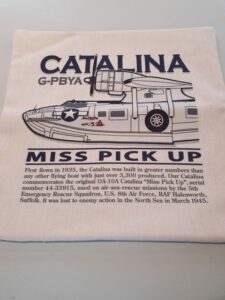 CATALINA
G-PBYA
MISS PICK UP
First flown in 1935, the Catalina was built in greater numbers than
any other flying boat with just over 3,300 produced. Our Catalina
commemorates the original OA-10A Catalina "Miss Pick Up", serial
number 44-33915, used on air-sea-rescue missions by the 5th
Emergency Rescue Squadron, U.S. 8th Air Force, RAF Halesworth,
Suffolk. It was lost to enemy action in the North Sea in March 1945.